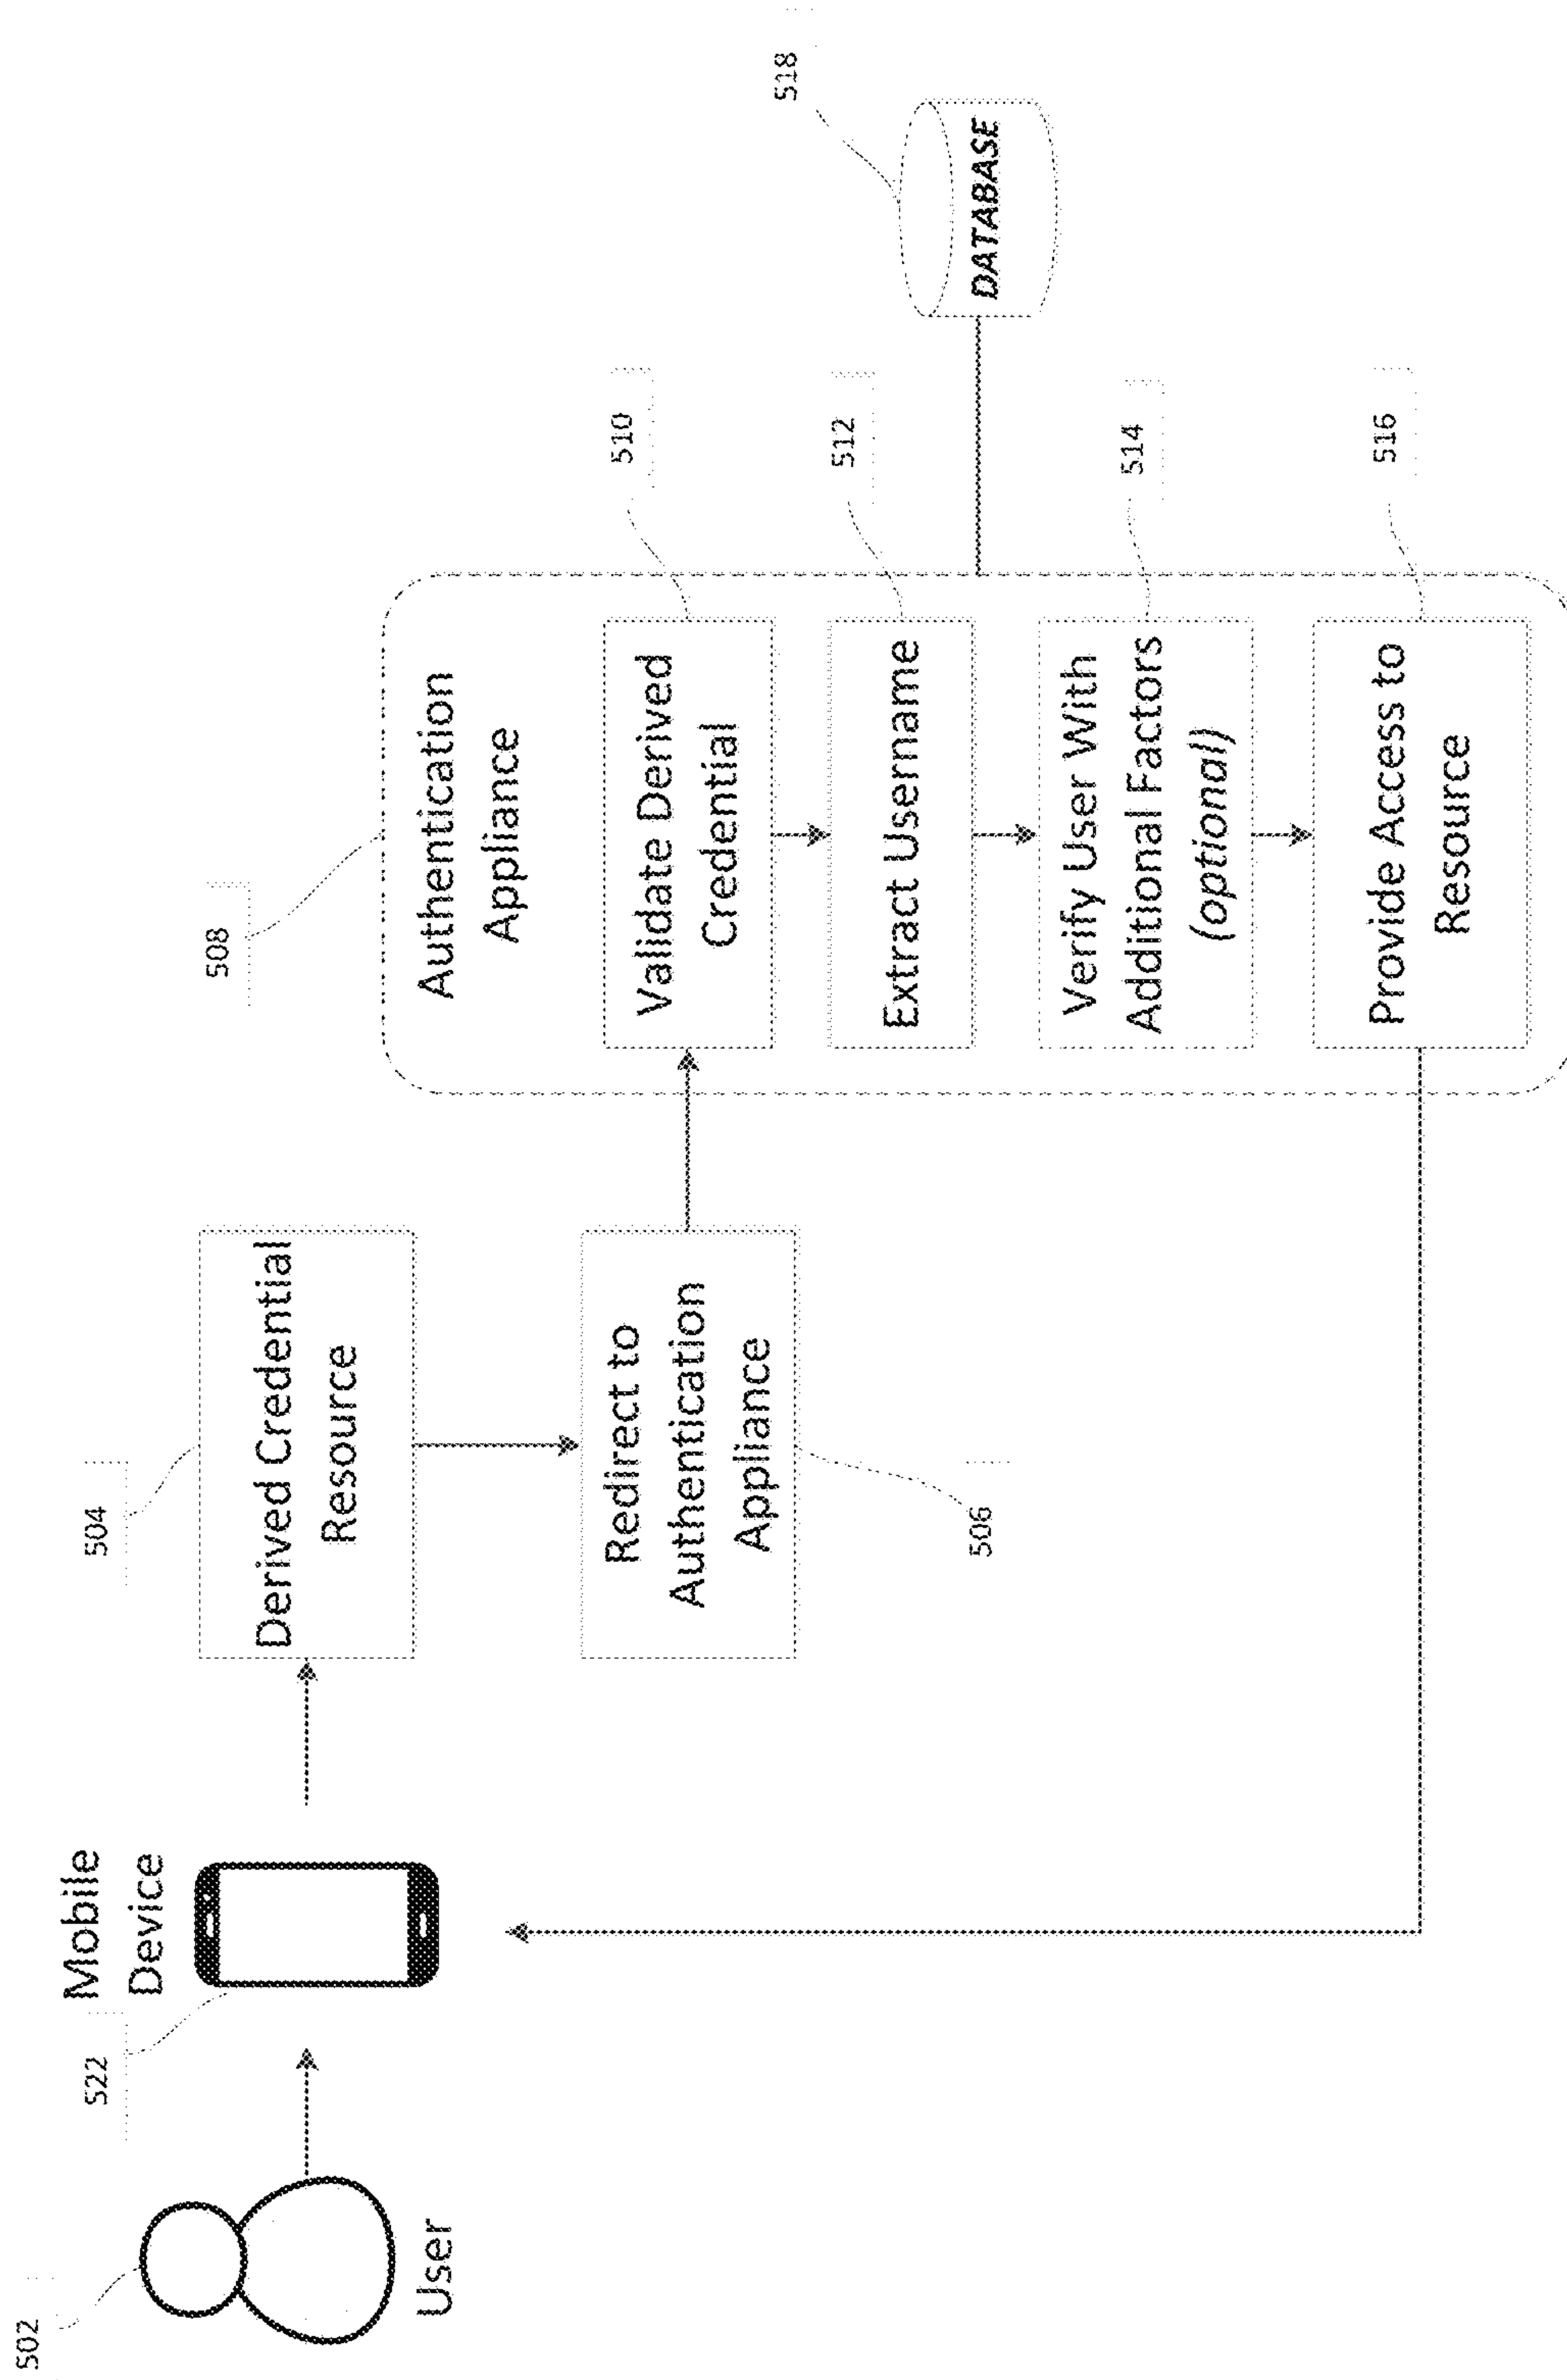 502
User
522
Mobile
Device
504
Derived Credential
Resource
Redirect to
Authentication
Appliance
506
508
Authentication
Appliance
Validate Derived
Credential
510
Extract Username
512
Verify User With
Additional Factors
(optional)
514
Provide Access to
Resource
516
518
DATABASE